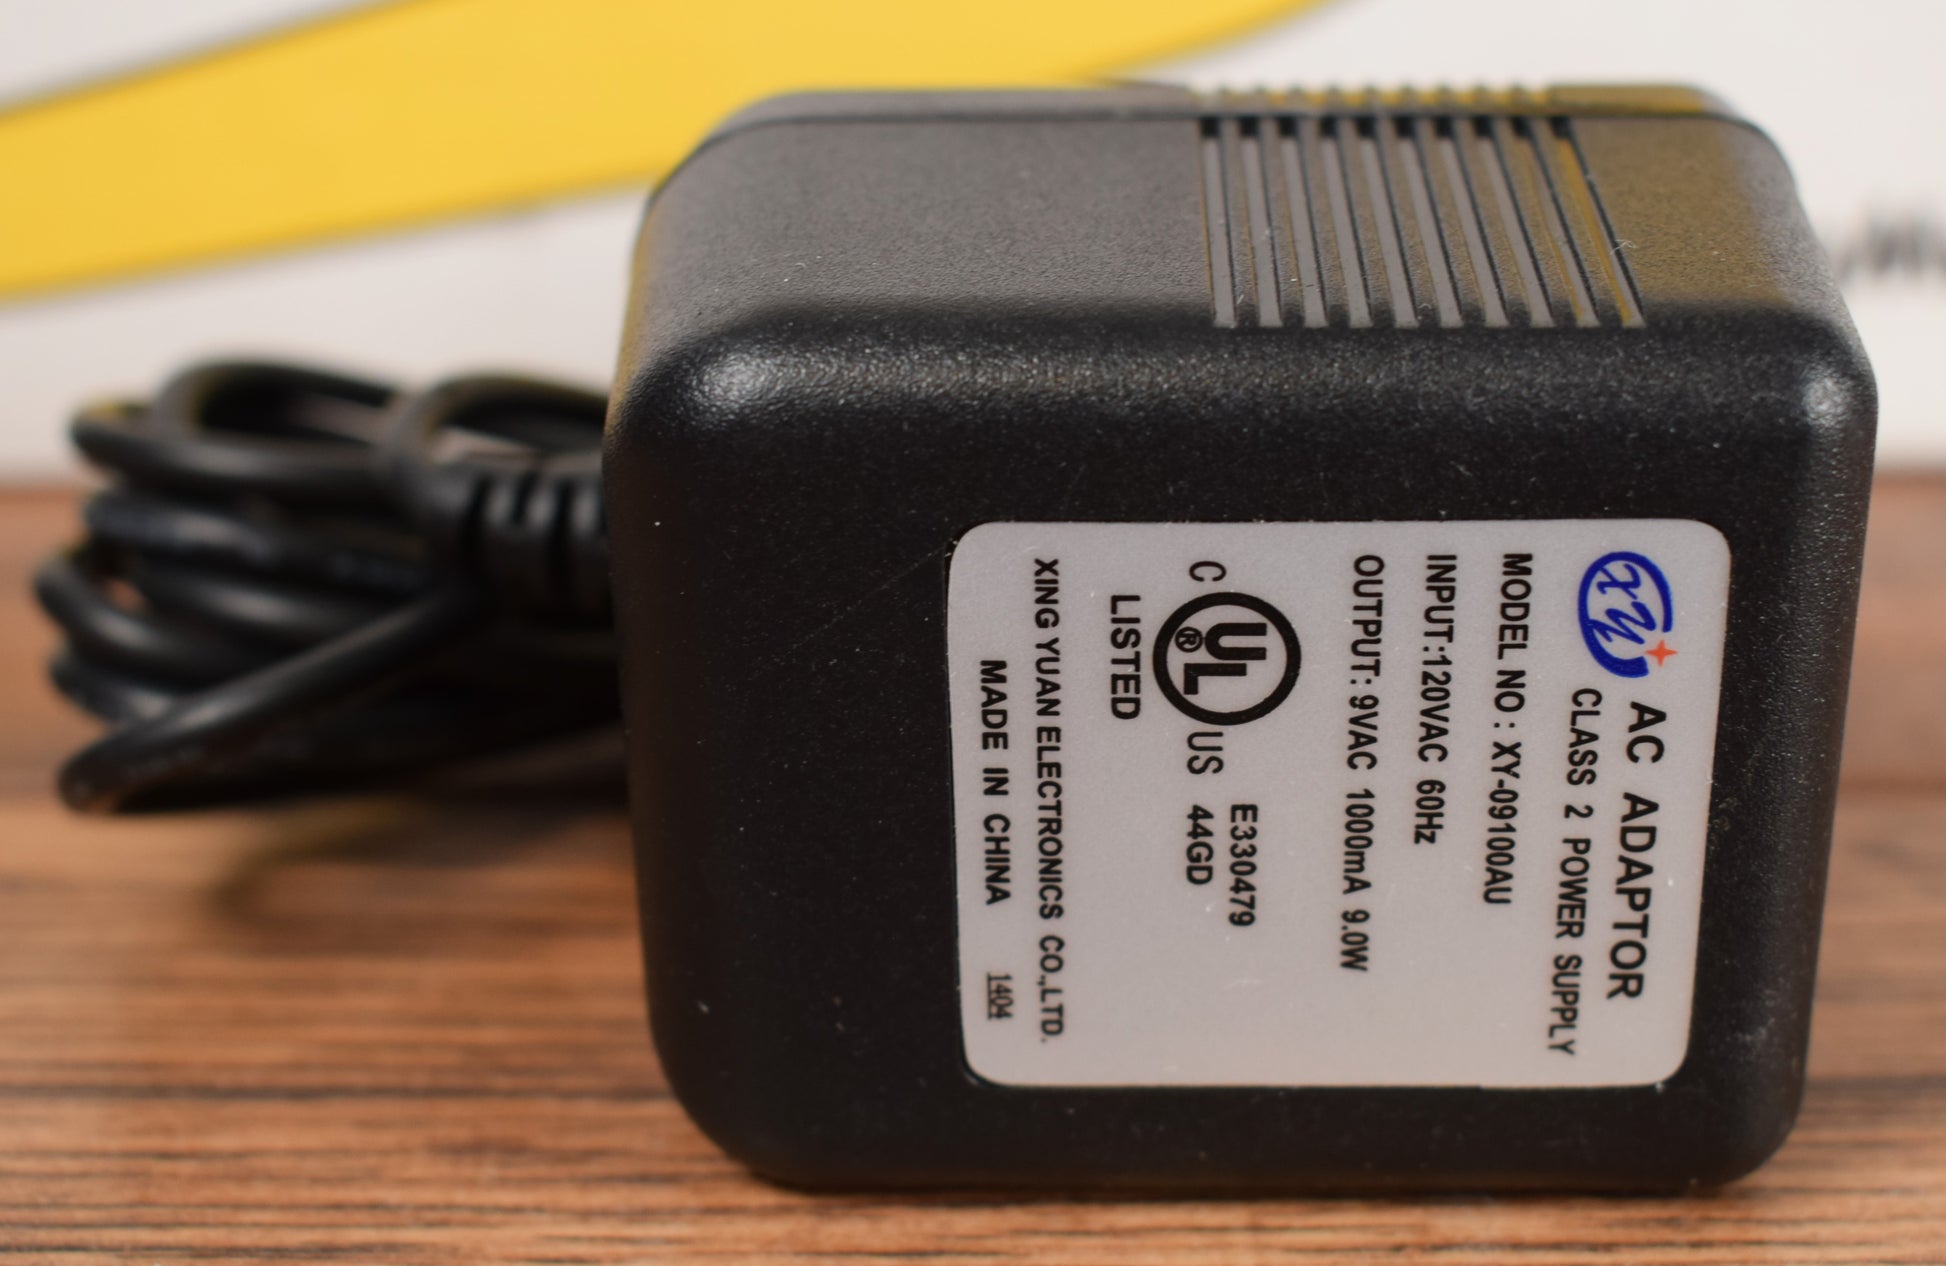 XY
AC ADAPTOR
CLASS 2 POWER SUPPLY
MODEL NO : XY-09100AU
INPUT:120VAC 60Hz
OUTPUT: 9VAC 1000mA 9.0W
C UL® US
LISTED
E330479
44GD
XING YUAN ELECTRONICS CO.,LTD.
MADE IN CHINA 1404